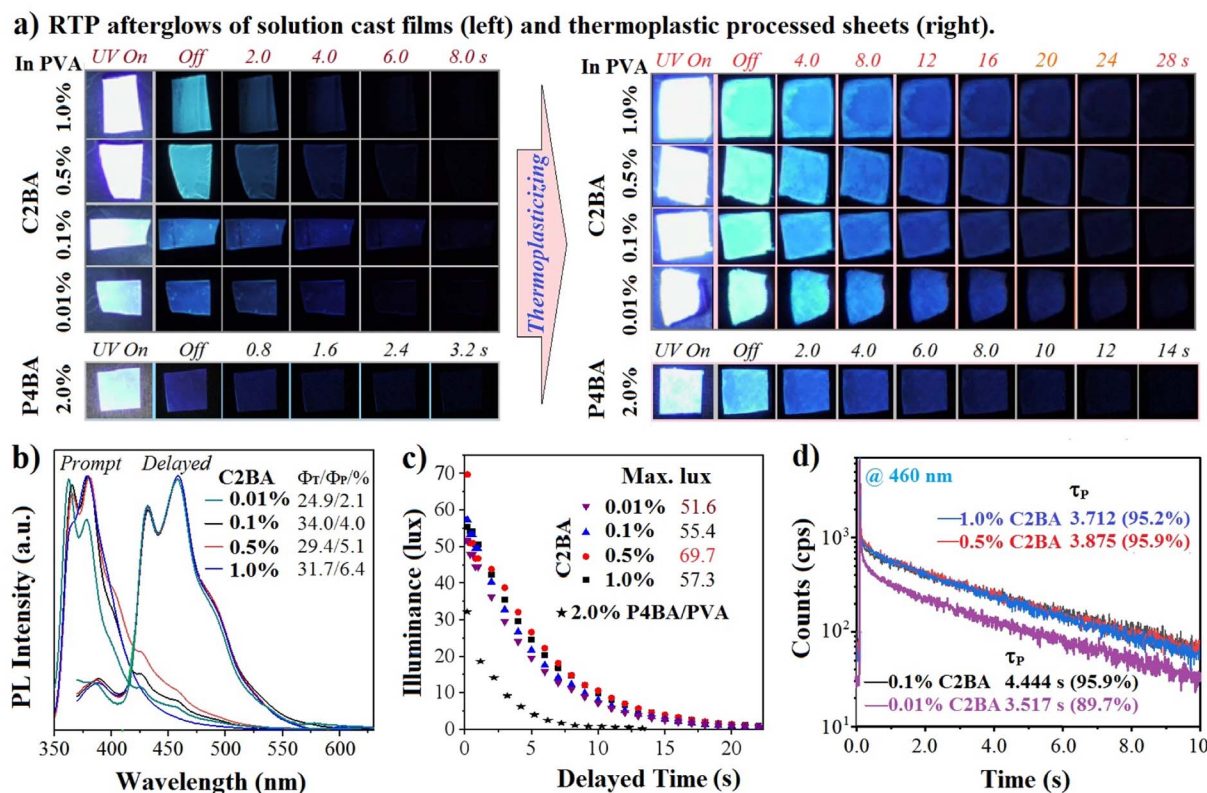 a) RTP afterglows of solution cast films (left) and thermoplastic processed sheets (right).
In PVA UV On Off 2.0 4.0 6.0 8.0 s
1.0%
0.5%
C2BA
0.1%
0.01%
UV On Off 0.8 1.6 2.4 3.2 s
P4BA
2.0%
Thermoplasticizing
In PVA UV On Off 4.0 8.0 12 16 20 24 28 s
1.0%
0.5%
C2BA
0.1%
0.01%
UV On Off 2.0 4.0 6.0 8.0 10 12 14 s
P4BA
2.0%
b)
Prompt Delayed
C2BA ΦT/ΦP/%
0.01% 24.9/2.1
0.1% 34.0/4.0
0.5% 29.4/5.1
1.0% 31.7/6.4
PL Intensity (a.u.)
350 400 450 500 550 600
Wavelength (nm)
c)
Max. lux
C2BA
0.01% 51.6
0.1% 55.4
0.5% 69.7
1.0% 57.3
2.0% P4BA/PVA
Illuminance (lux)
70
60
50
40
30
20
10
0
0 5 10 15 20
Delayed Time (s)
d)
@ 460 nm
τP
1.0% C2BA 3.712 (95.2%)
0.5% C2BA 3.875 (95.9%)
τP
0.1% C2BA 4.444 s (95.9%)
0.01% C2BA 3.517 s (89.7%)
Counts (cps)
10³
10²
10¹
0.0 2.0 4.0 6.0 8.0 10
Time (s)